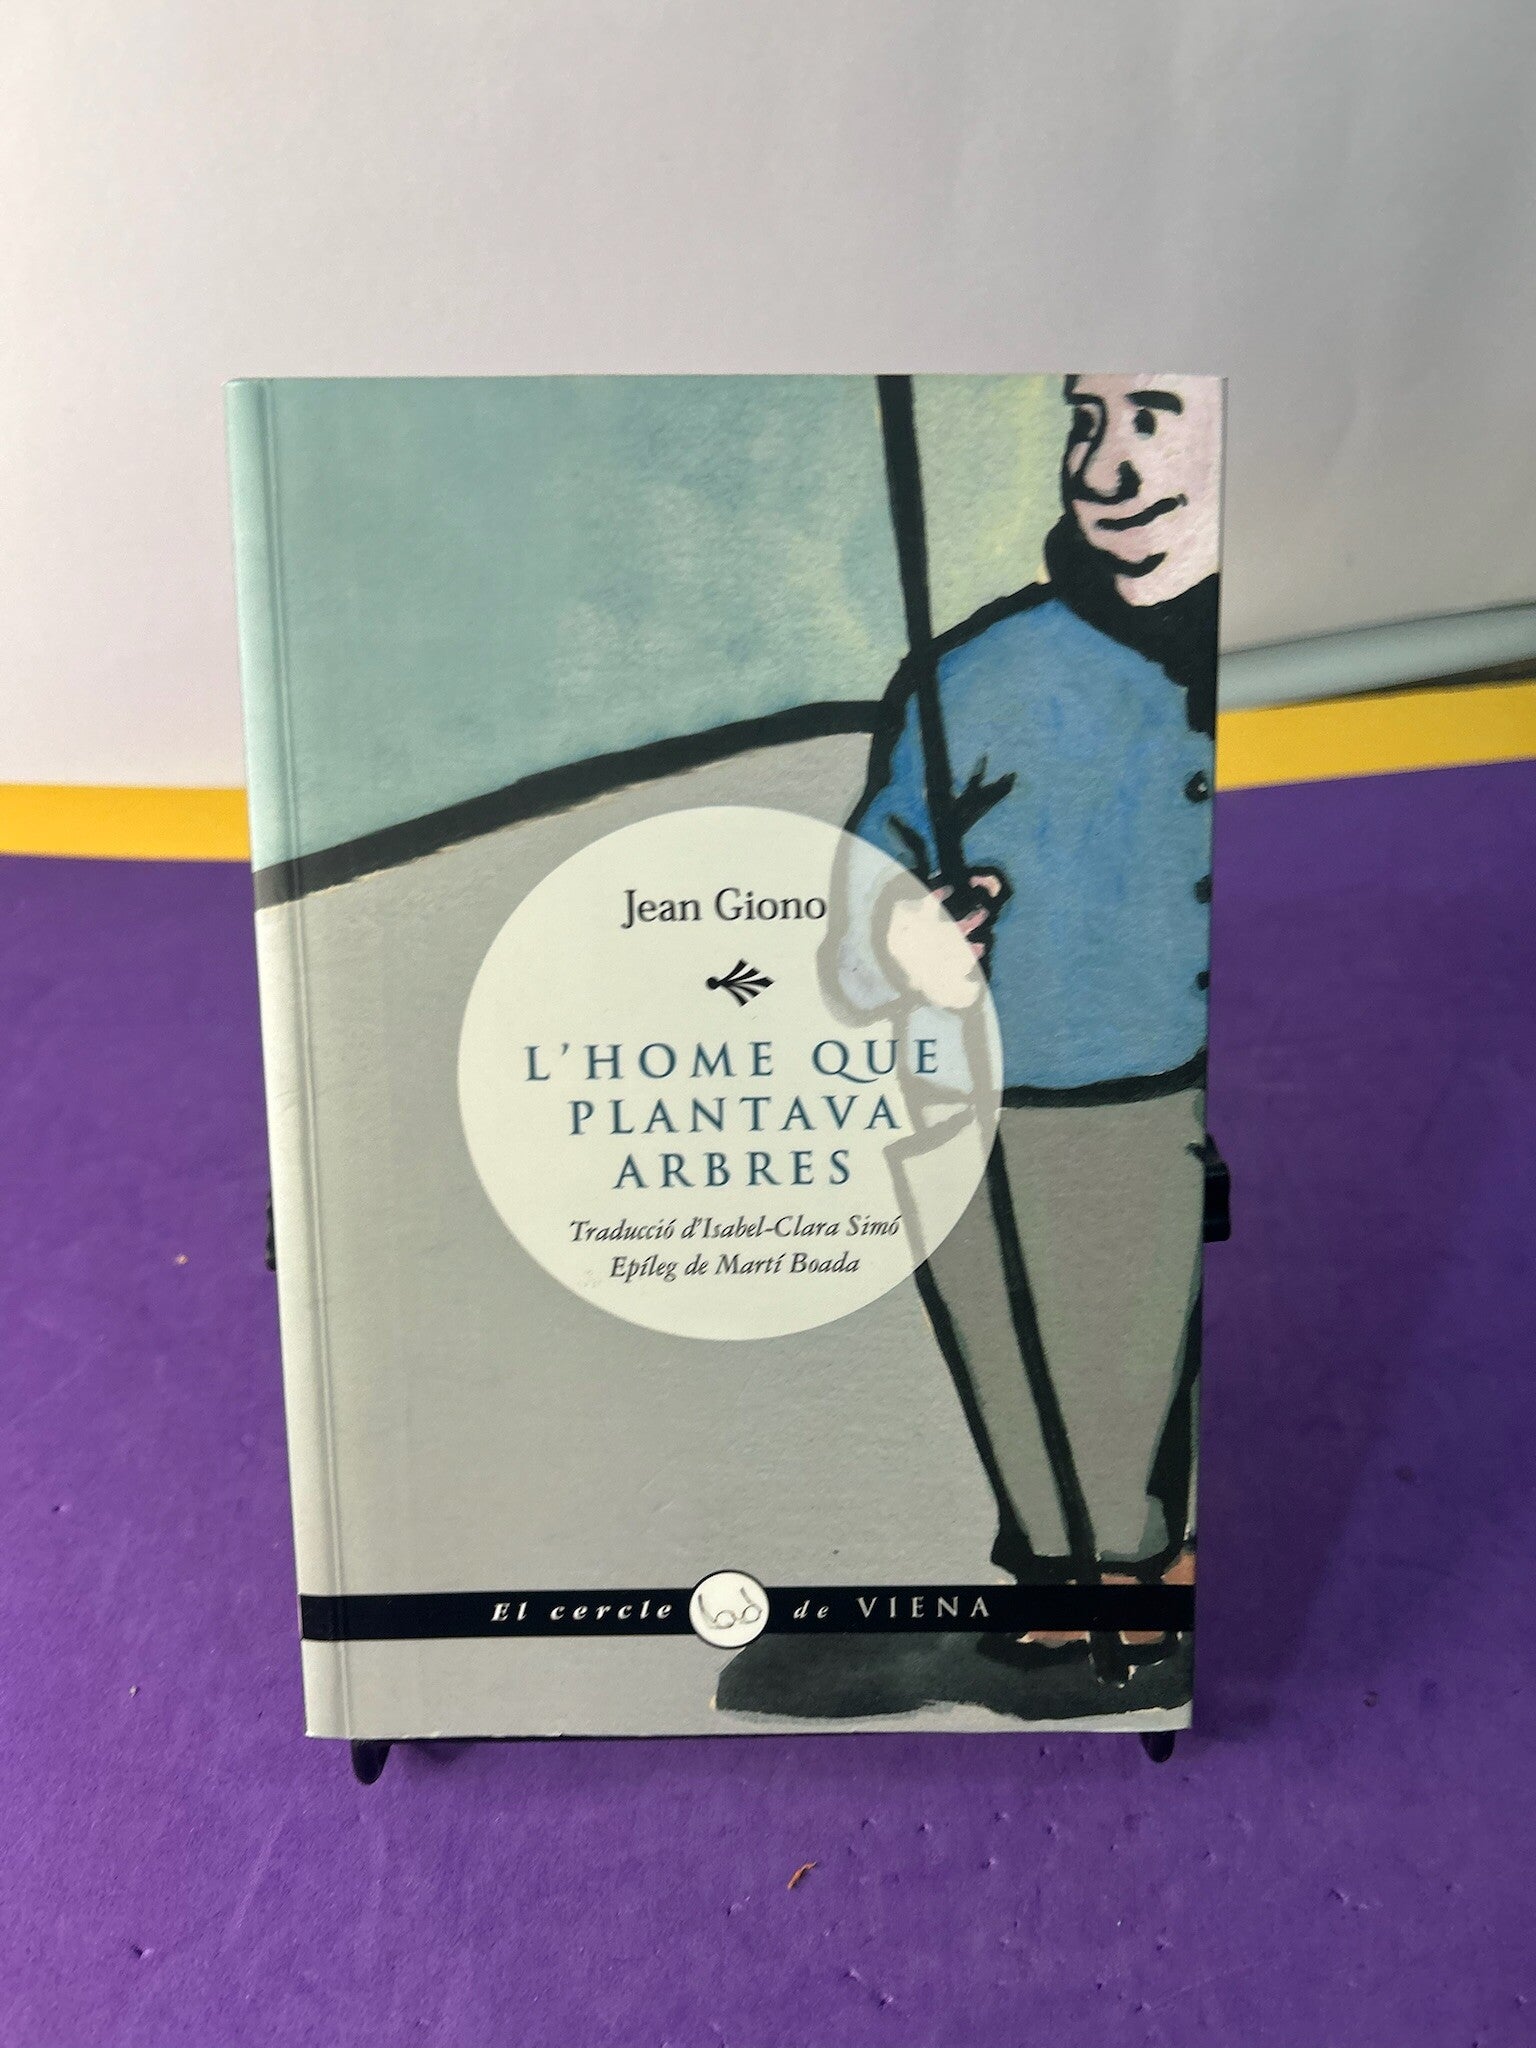 Jean Giono
L'HOME QUE
PLANTAVA
ARBRES
Traducció d'Isabel-Clara Simó
Epíleg de Martí Boada
El cercle de VIENA